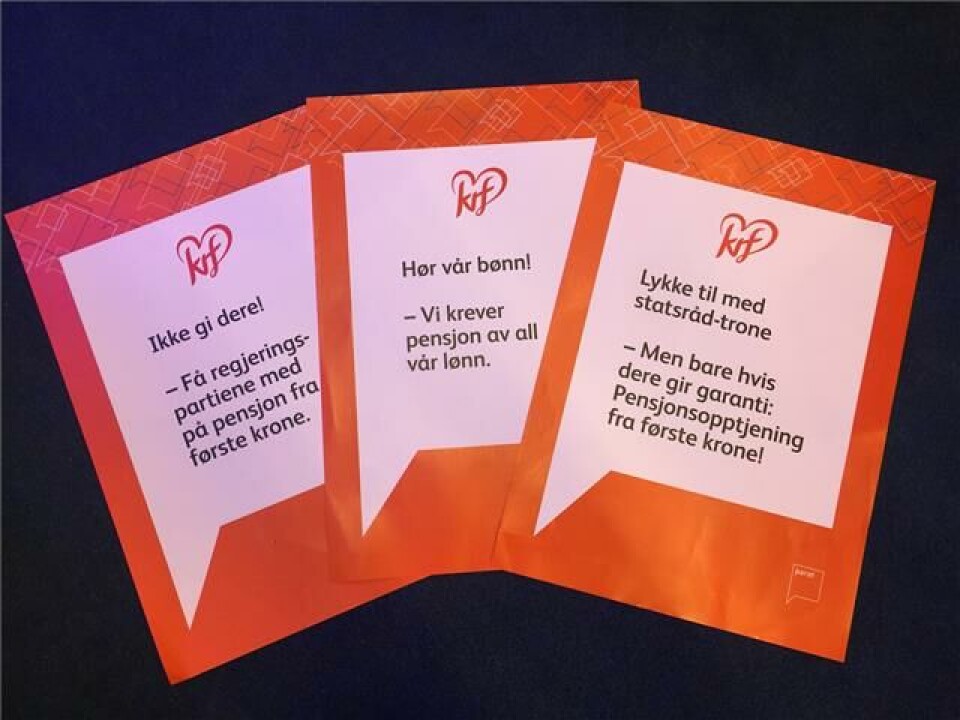 krf
Ikke gi dere!
– Få regjerings-
partiene med
på pensjon fra
første krone.
krf
Hør vår bønn!
– Vi krever
pensjon av all
vår lønn.
krf
Lykke til med
statsråd-trone
– Men bare hvis
dere gir garanti:
Pensjonsopptjening
fra første krone!
parat